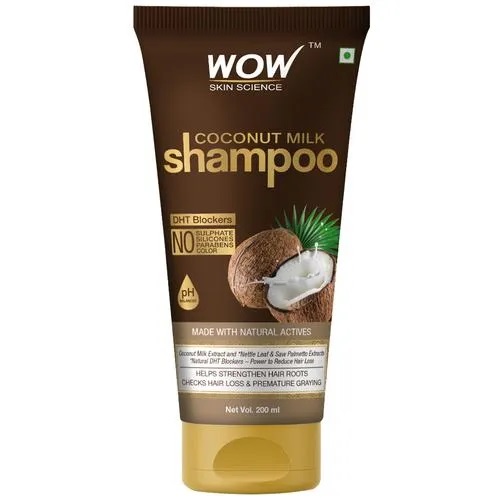 WOW
TM
SKIN SCIENCE
COCONUT MILK
shampoo
DHT Blockers
NO SULPHATE
SILICONES
PARABENS
COLOR
pH
BALANCED
MADE WITH NATURAL ACTIVES
Coconut Milk Extract and *Nettle Leaf & Saw Palmetto Extracts
*Natural DHT Blockers – Power to Reduce Hair Loss
HELPS STRENGTHEN HAIR ROOTS
CHECKS HAIR LOSS & PREMATURE GRAYING
Net Vol. 200 ml